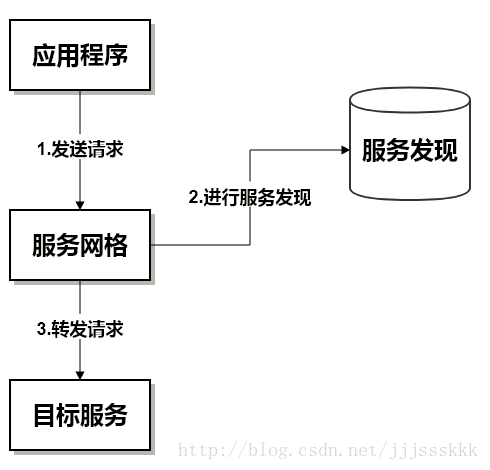 应用程序
1.发送请求
服务发现
2.进行服务发现
服务网格
3.转发请求
目标服务
http://blog.csdn.net/jjjssskkk